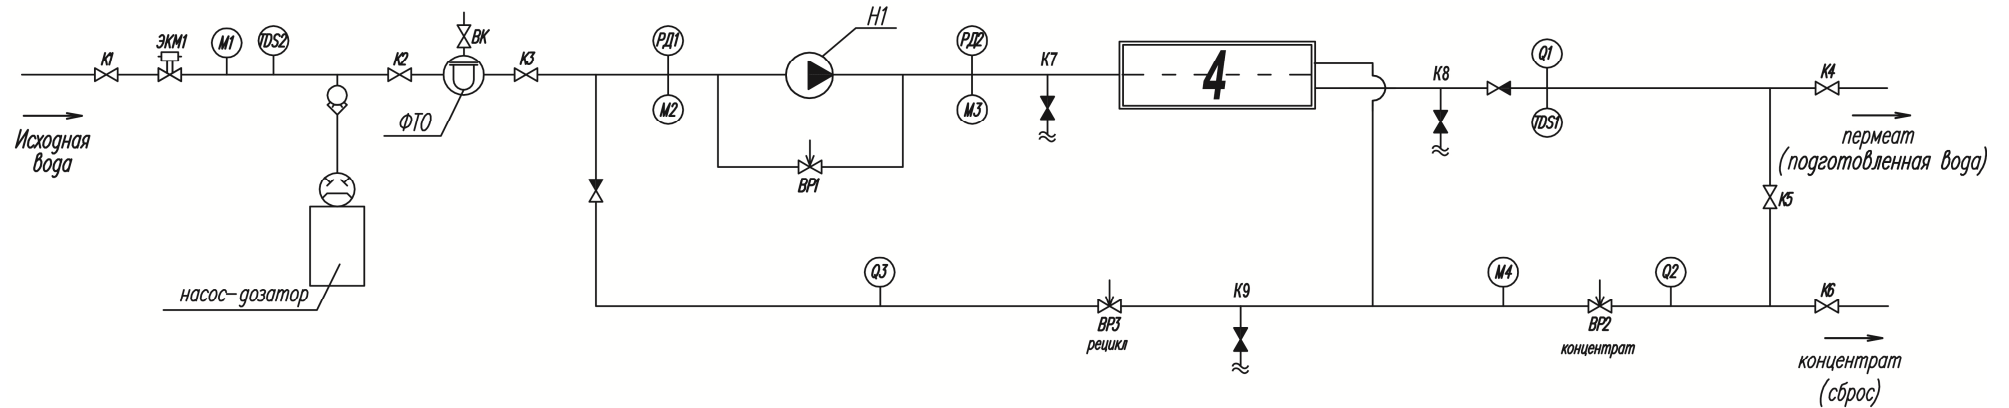 К1
ЭКМ1
М1
TDS2
К2
ВК
К3
РД1
Н1
РД2
К7
4
К8
Q1
К4
М2
М3
TDS1
ФТО
ВР1
Исходная
вода
пермеат
(подготовленная вода)
К5
насос-дозатор
Q3
ВР3
рецикл
К9
М4
ВР2
концентрат
Q2
К6
концентрат
(сброс)